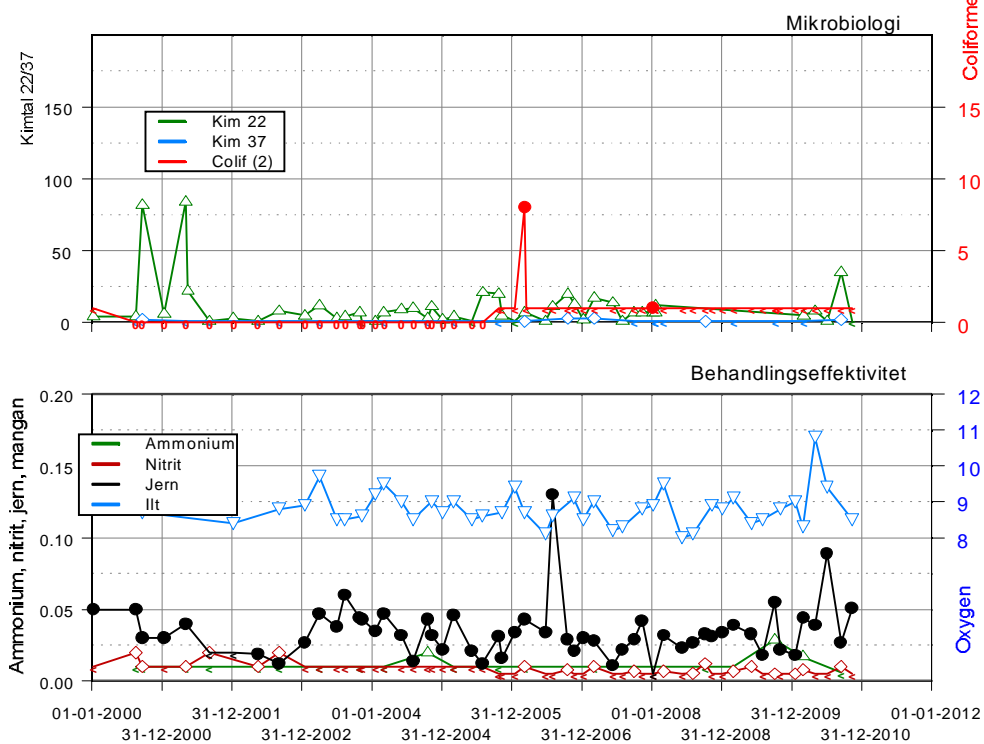 Mikrobiologi
Coliforme
Kimtal 22/37
150
100
50
0
15
10
5
0
Kim 22
Kim 37
Colif (2)
Behandlingseffektivitet
Ammonium, nitrit, jern, mangan
0.20
0.15
0.10
0.05
0.00
12
11
10
9
8
Oxygen
Ammonium
Nitrit
Jern
Ilt
01-01-2000
31-12-2001
01-01-2004
31-12-2005
01-01-2008
31-12-2009
01-01-2012
31-12-2000
31-12-2002
31-12-2004
31-12-2006
31-12-2008
31-12-2010